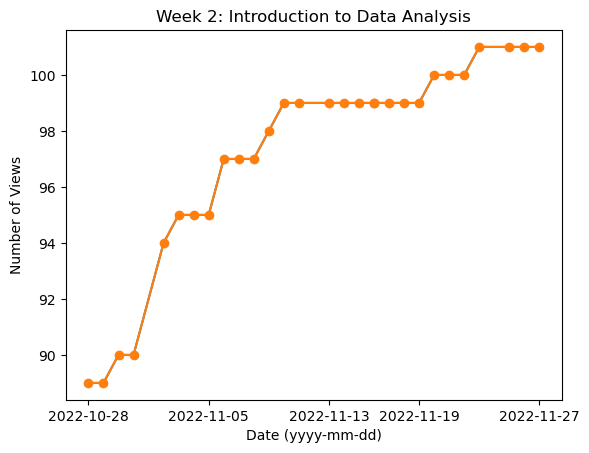 Week 2: Introduction to Data Analysis
Number of Views
100
98
96
94
92
90
2022-10-28 2022-11-05 2022-11-13 2022-11-19 2022-11-27
Date (yyyy-mm-dd)